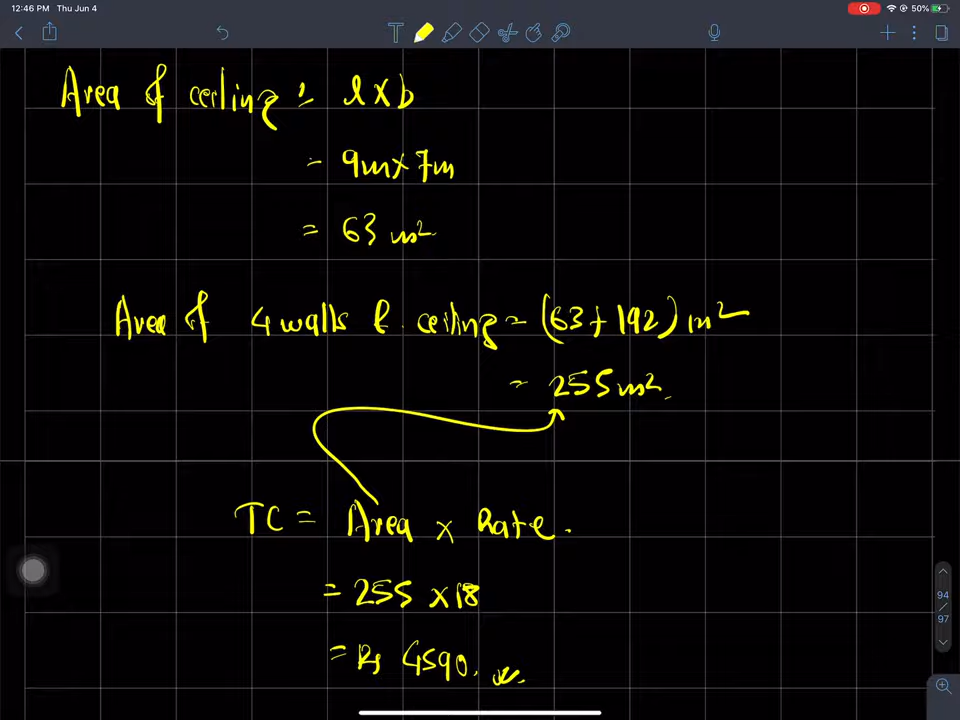 12:46 PM Thu Jun 4
50%
Area of ceiling = l x b
= 9m x 7m
= 63 m²
Area of 4 walls & ceiling = (63 + 192) m²
= 255 m².
TC = Area x Rate.
= 255 x 18
= Rs 4590.
94
/
97